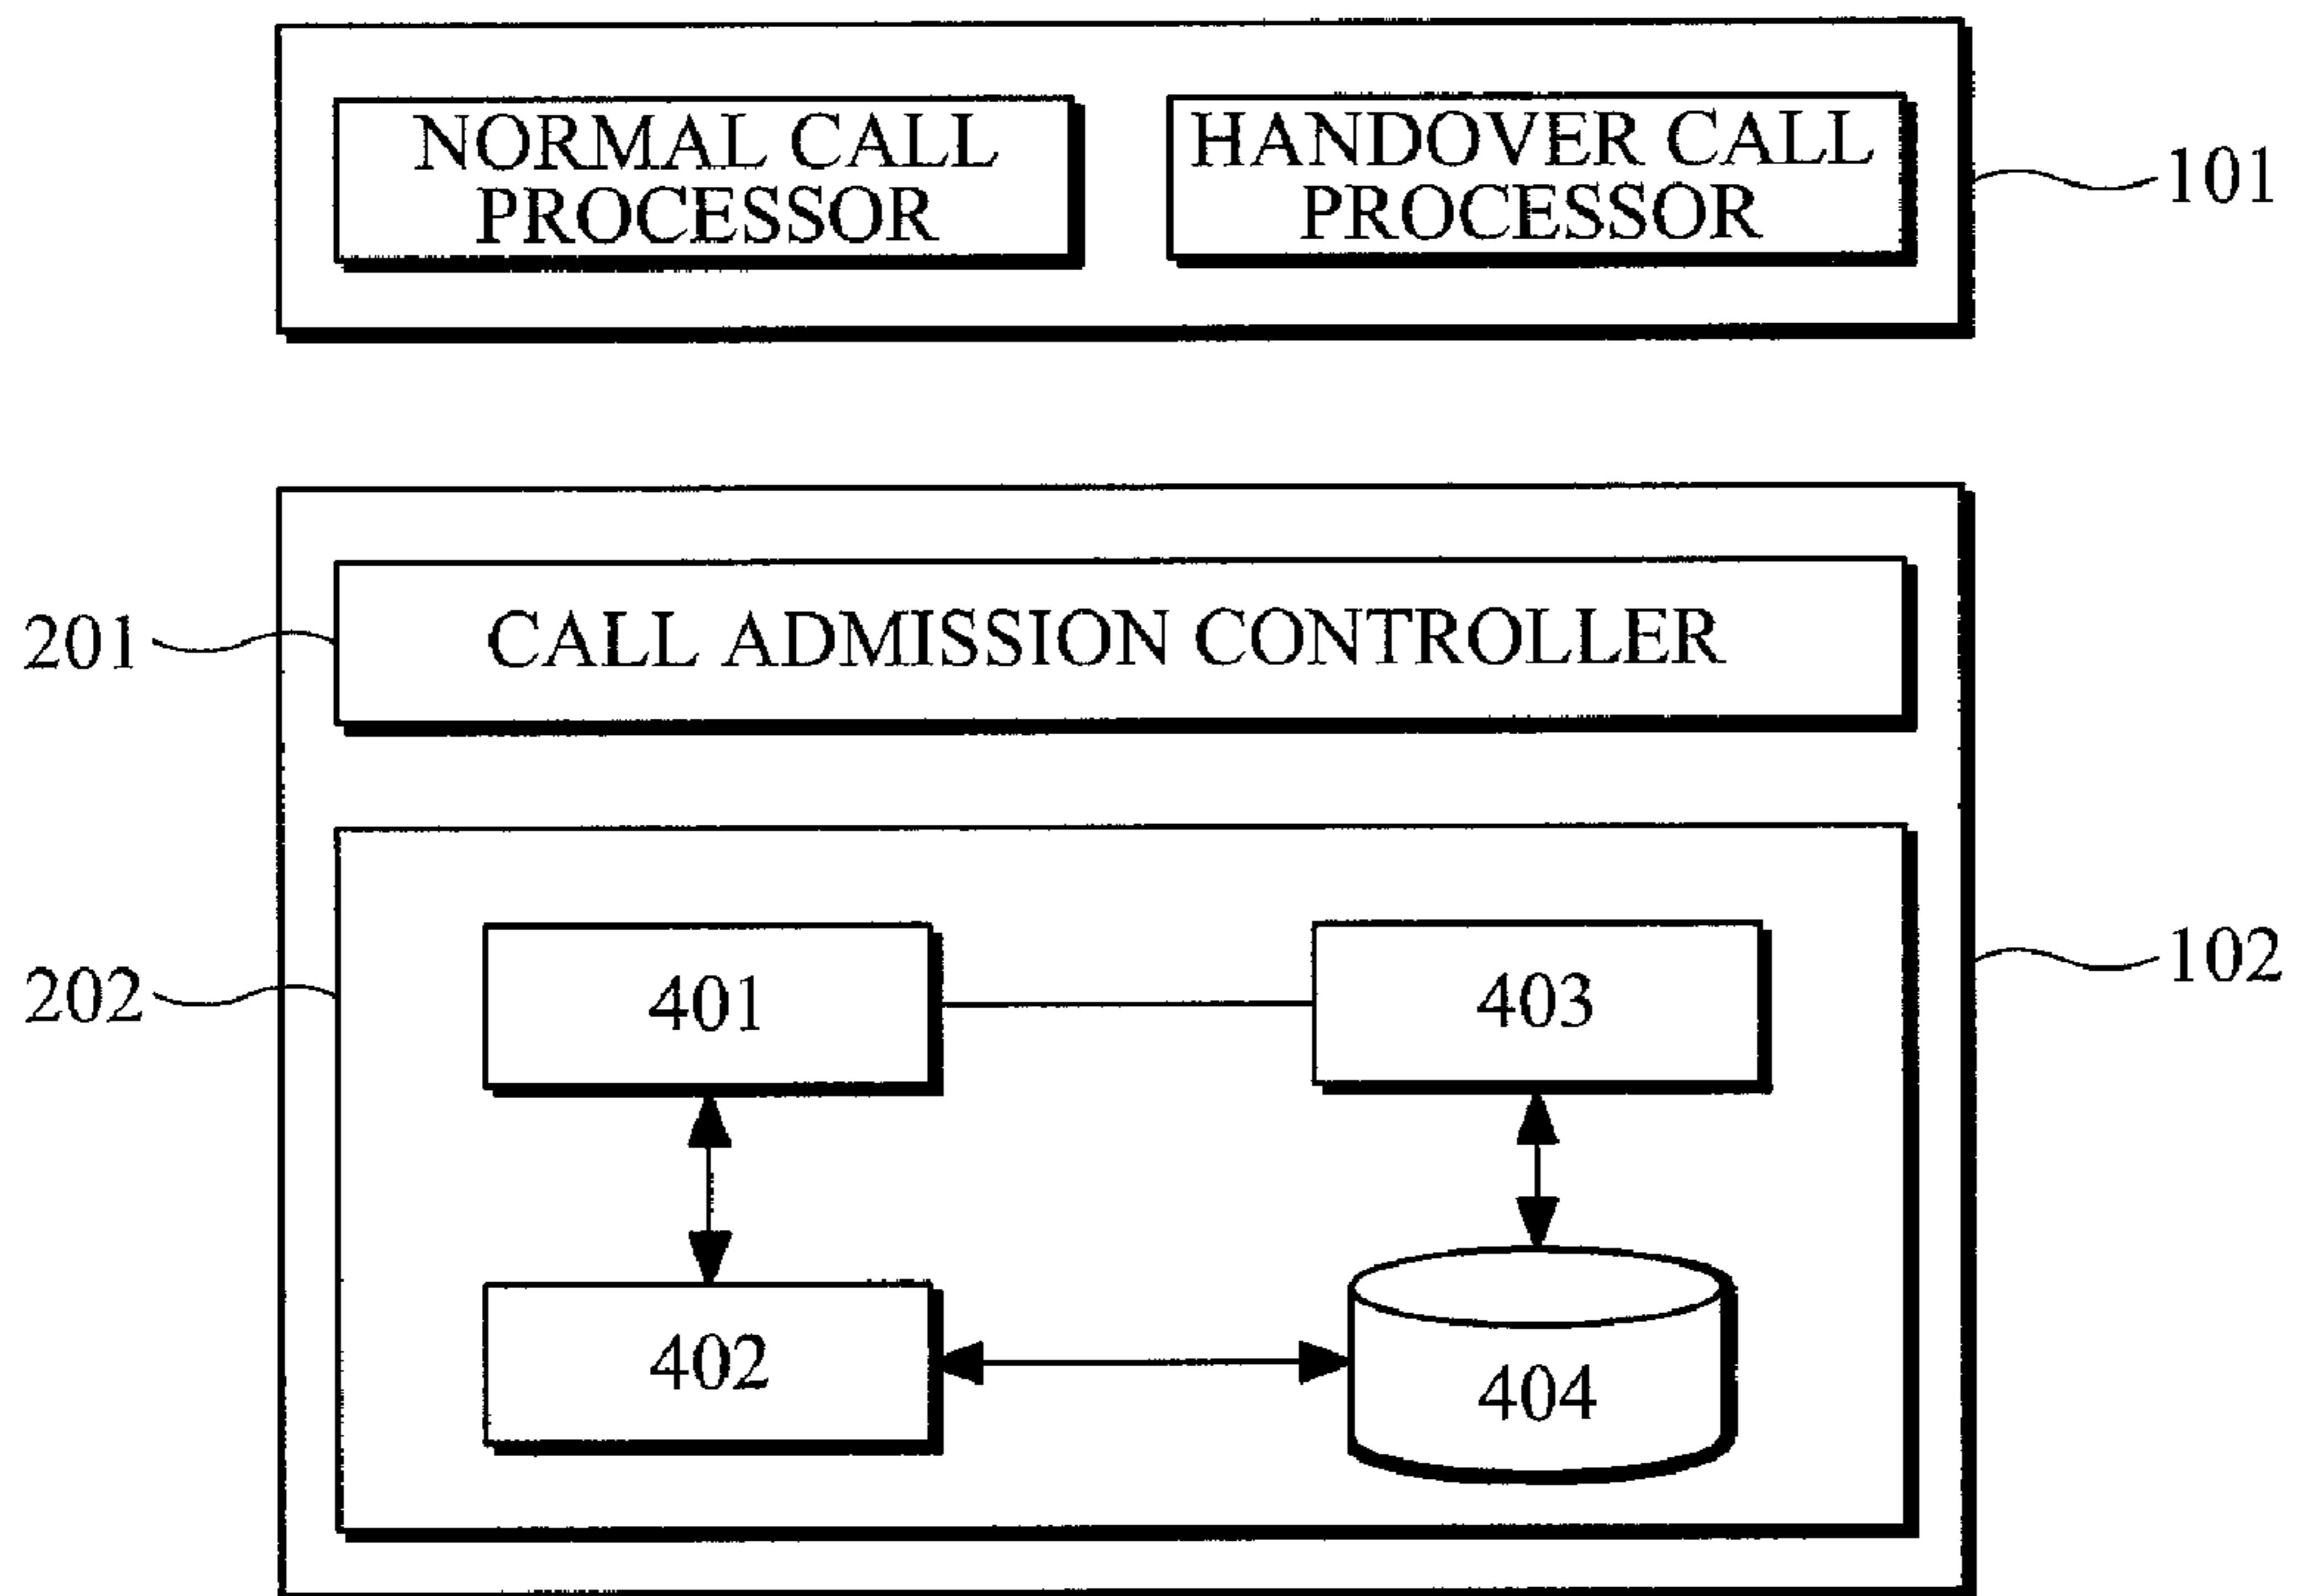 NORMAL CALL
PROCESSOR
HANDOVER CALL
PROCESSOR
101
201
CALL ADMISSION CONTROLLER
202
401
403
102
402
404